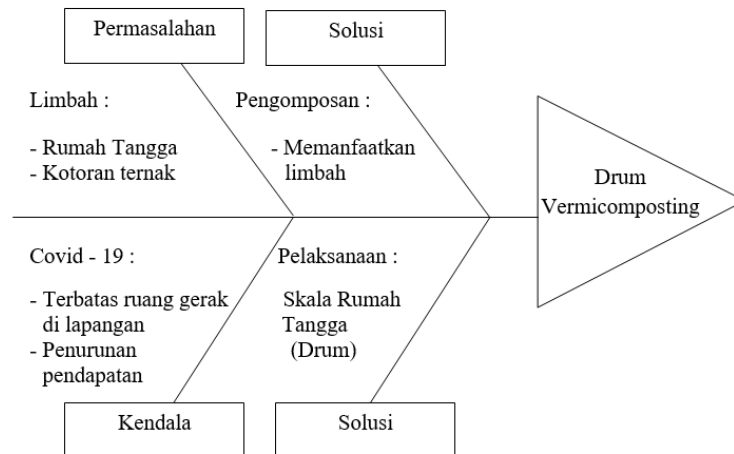 Permasalahan
Solusi
Limbah :
- Rumah Tangga
- Kotoran ternak
Pengomposan :
- Memanfaatkan
limbah
Drum
Vermicomposting
Covid - 19 :
- Terbatas ruang gerak
di lapangan
- Penurunan
pendapatan
Pelaksanaan :
Skala Rumah
Tangga
(Drum)
Kendala
Solusi